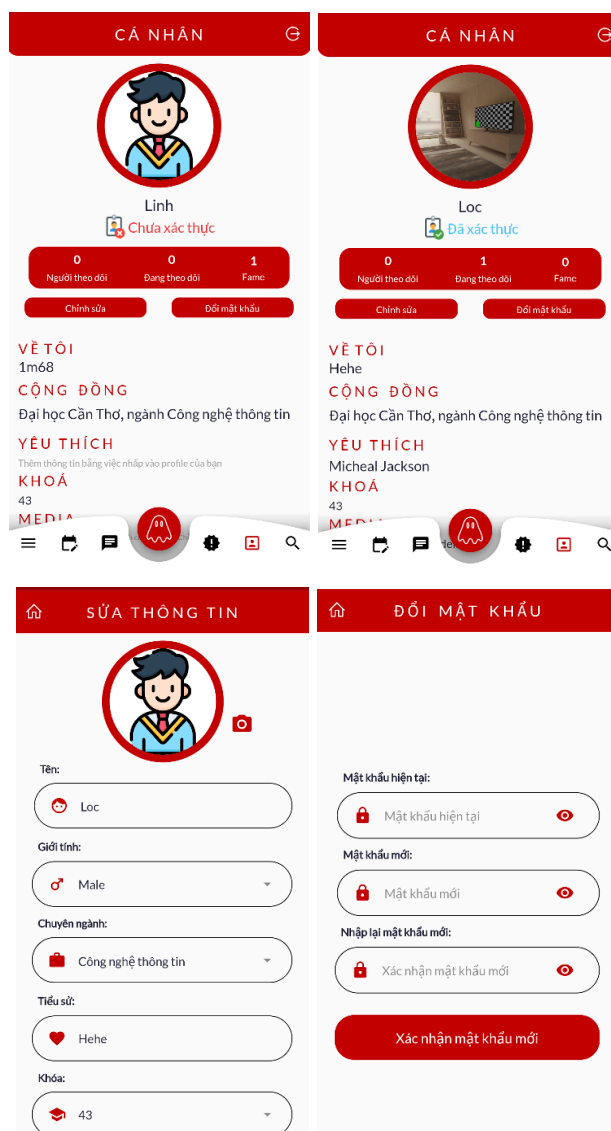 CÁ NHÂN
Linh
Chưa xác thực
0 0 1
Người theo dõi Đang theo dõi Fame
Chỉnh sửa Đổi mật khẩu
VỀ TÔI
1m68
CỘNG ĐỒNG
Đại học Cần Thơ, ngành Công nghệ thông tin
YÊU THÍCH
Thêm thông tin bằng việc nhấp vào profile của bạn
KHOÁ
43
MEDIA
CÁ NHÂN
Loc
Đã xác thực
0 1 0
Người theo dõi Đang theo dõi Fame
Chỉnh sửa Đổi mật khẩu
VỀ TÔI
Hehe
CỘNG ĐỒNG
Đại học Cần Thơ, ngành Công nghệ thông tin
YÊU THÍCH
Micheal Jackson
KHOÁ
43
MEDIA
SỬA THÔNG TIN
Tên:
Loc
Giới tính:
Male
Chuyên ngành:
Công nghệ thông tin
Tiểu sử:
Hehe
Khóa:
43
ĐỔI MẬT KHẨU
Mật khẩu hiện tại:
Mật khẩu hiện tại
Mật khẩu mới:
Mật khẩu mới
Nhập lại mật khẩu mới:
Xác nhận mật khẩu mới
Xác nhận mật khẩu mới